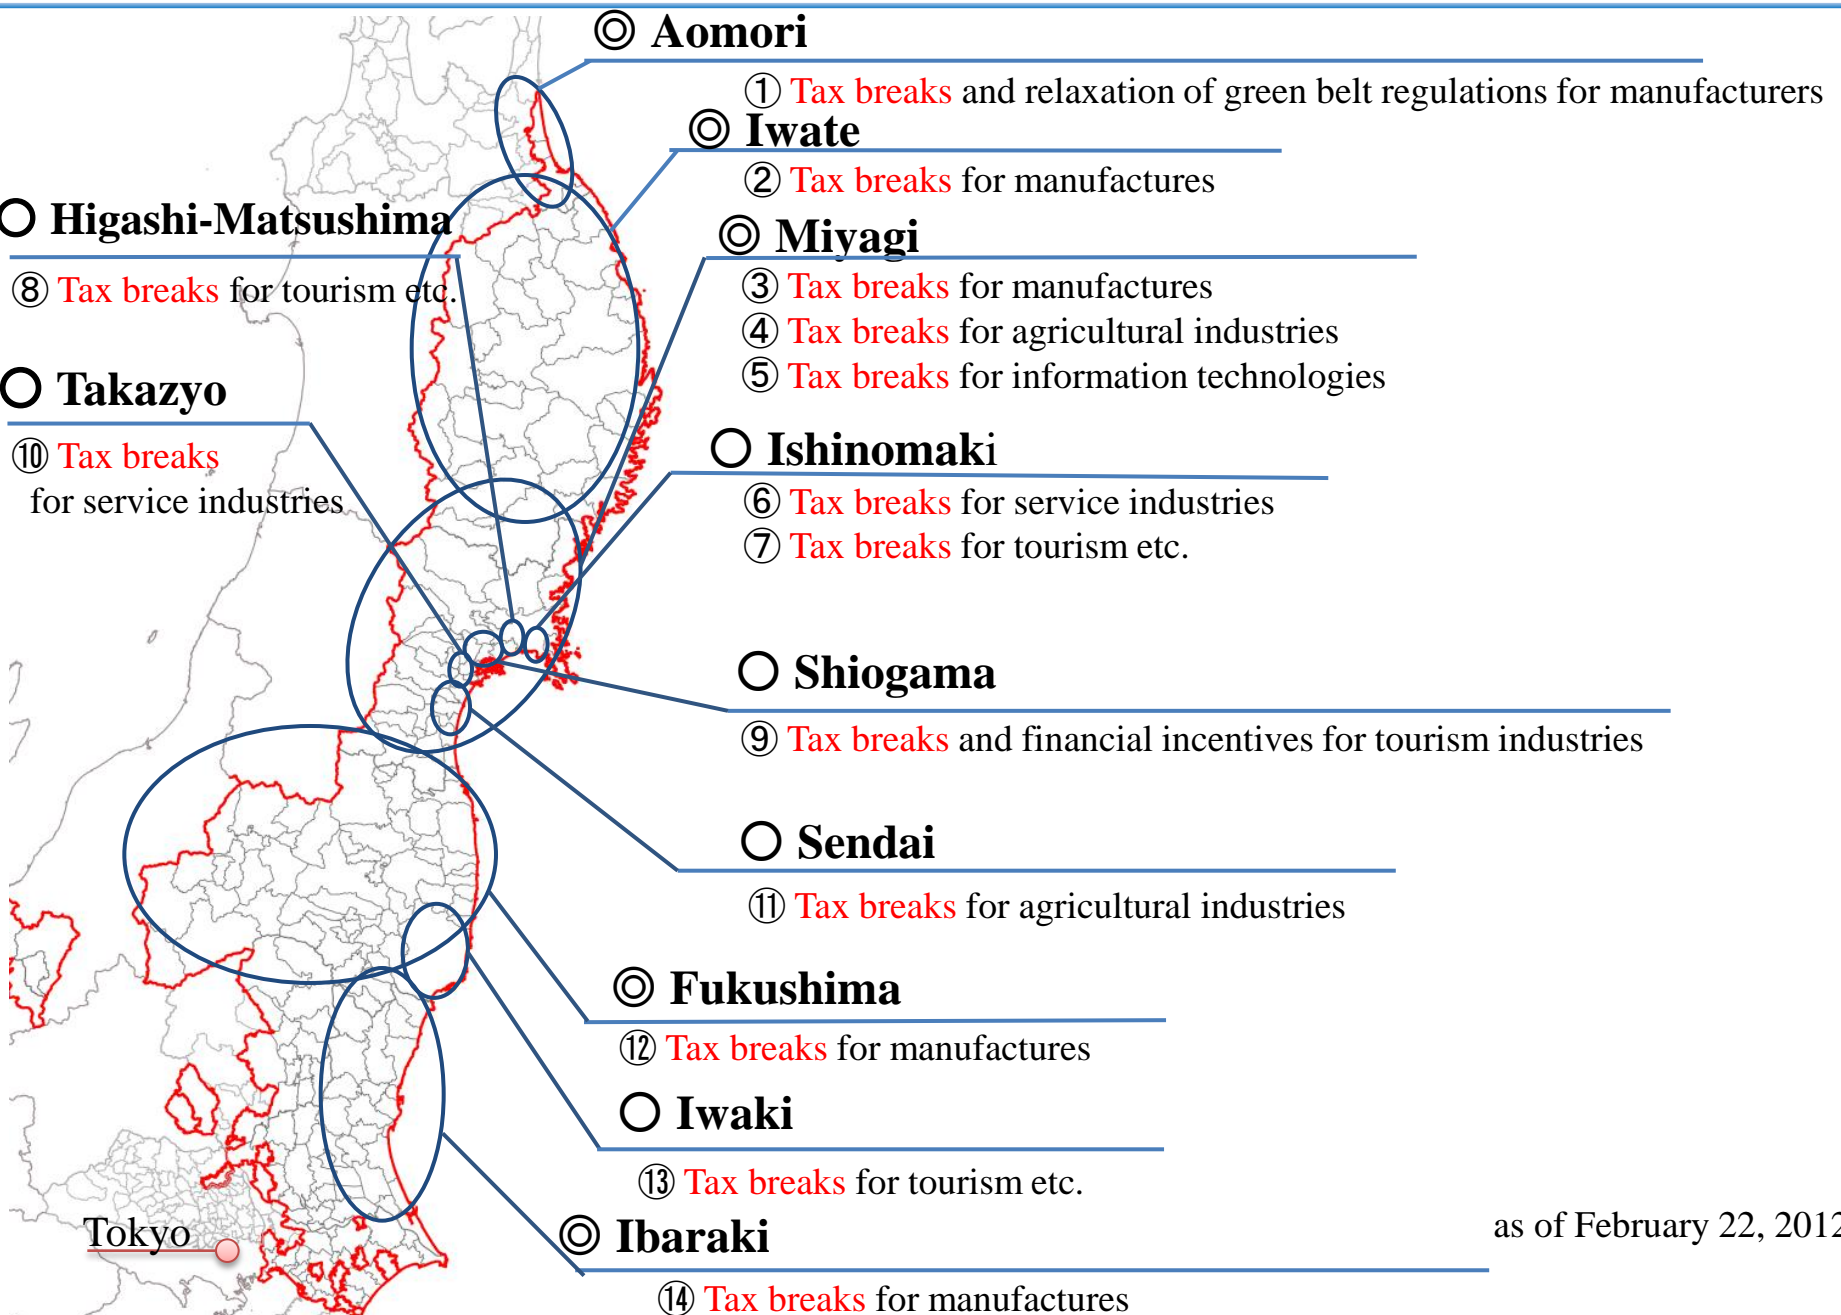 ◎ Aomori
① Tax breaks and relaxation of green belt regulations for manufacturers
◎ Iwate
② Tax breaks for manufactures
○ Higashi-Matsushima
⑧ Tax breaks for tourism etc.
◎ Miyagi
③ Tax breaks for manufactures
④ Tax breaks for agricultural industries
⑤ Tax breaks for information technologies
○ Takazyo
⑩ Tax breaks
for service industries
○ Ishinomaki
⑥ Tax breaks for service industries
⑦ Tax breaks for tourism etc.
○ Shiogama
⑨ Tax breaks and financial incentives for tourism industries
○ Sendai
⑪ Tax breaks for agricultural industries
◎ Fukushima
⑫ Tax breaks for manufactures
○ Iwaki
⑬ Tax breaks for tourism etc.
Tokyo
◎ Ibaraki
⑭ Tax breaks for manufactures
as of February 22, 2012